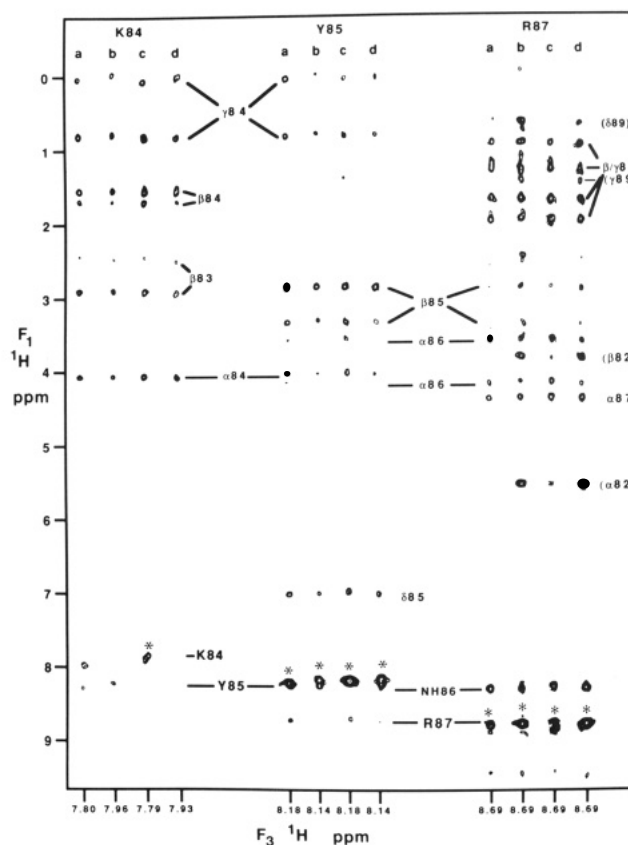 K84 Y85 R87
a b c d a b c d a b c d
0
γ84
(δ89)
1
β/γ8
(γ89
β84
2
β83
3
β85
F1
α86
1H
(β82
4
α84
α86
ppm
α87
5
(α82
6
7
δ85
K84
8
Y85
NH86
R87
9
* * * * * * * * *
7.80 7.96 7.79 7.93 8.18 8.14 8.18 8.14 8.69 8.69 8.69 8.69
F3 1H ppm